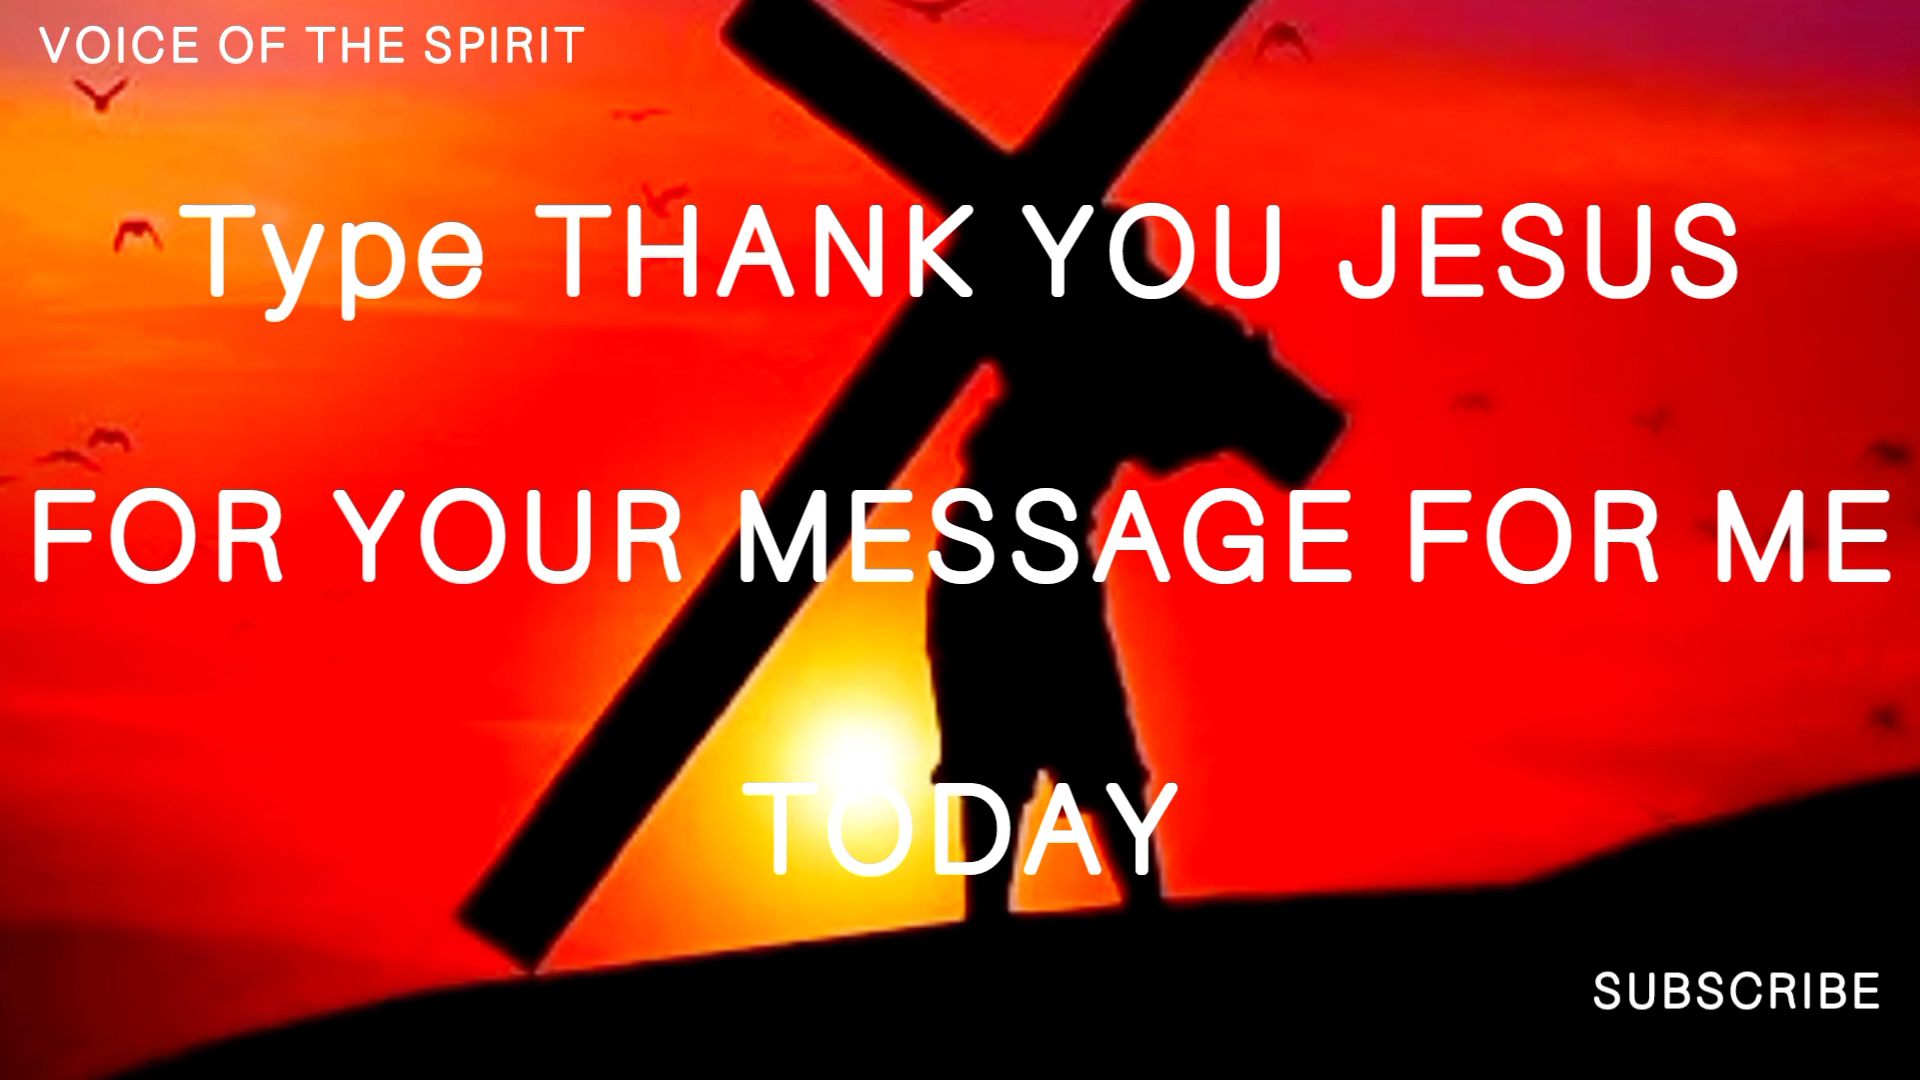 VOICE OF THE SPIRIT
Type THANK YOU JESUS
FOR YOUR MESSAGE FOR ME
TODAY
SUBSCRIBE